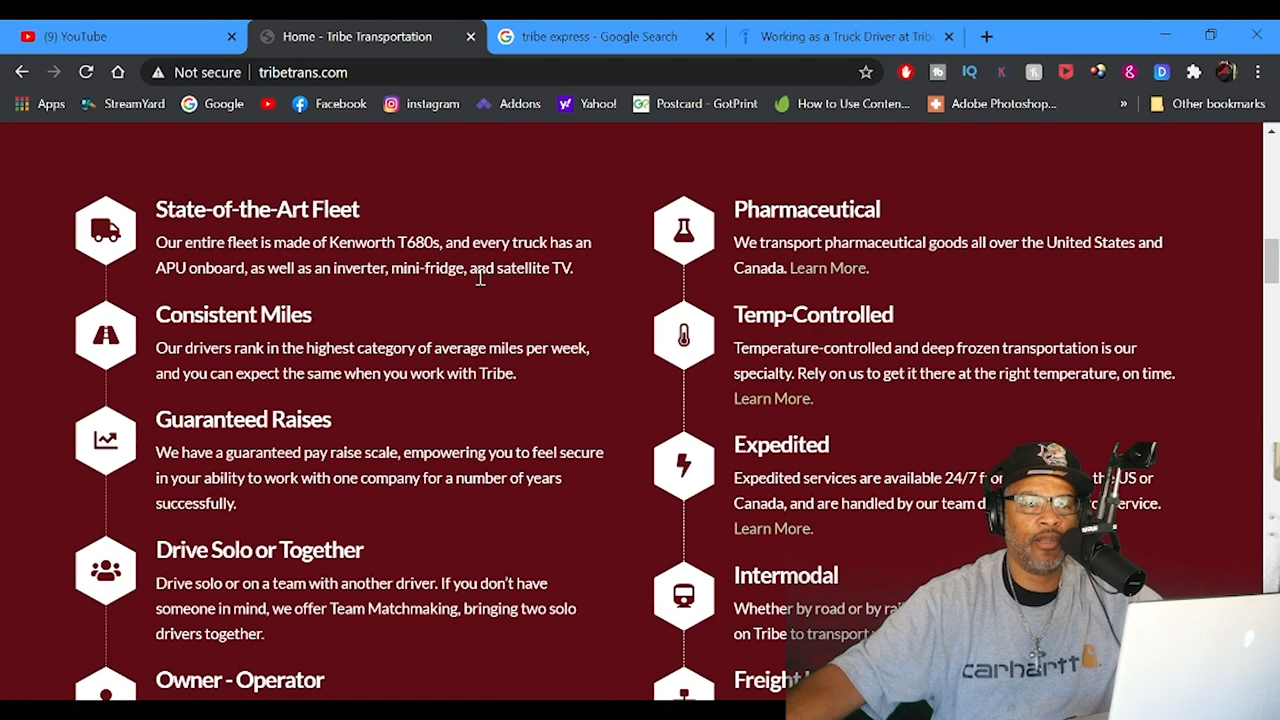 (9) YouTube
Home - Tribe Transportation
tribe express - Google Search
Working as a Truck Driver at Tribe
Not secure
tribetrans.com
Apps
StreamYard
Google
Facebook
instagram
Addons
Yahoo!
Postcard - GotPrint
How to Use Conten...
Adobe Photoshop...
»
Other bookmarks
State-of-the-Art Fleet
Our entire fleet is made of Kenworth T680s, and every truck has an
APU onboard, as well as an inverter, mini-fridge, and satellite TV.
Consistent Miles
Our drivers rank in the highest category of average miles per week,
and you can expect the same when you work with Tribe.
Guaranteed Raises
We have a guaranteed pay raise scale, empowering you to feel secure
in your ability to work with one company for a number of years
successfully.
Drive Solo or Together
Drive solo or on a team with another driver. If you don't have
someone in mind, we offer Team Matchmaking, bringing two solo
drivers together.
Owner - Operator
Pharmaceutical
We transport pharmaceutical goods all over the United States and
Canada. Learn More.
Temp-Controlled
Temperature-controlled and deep frozen transportation is our
specialty. Rely on us to get it there at the right temperature, on time.
Learn More.
Expedited
Expedited services are available 24/7 the US or
Canada, and are handled by our team service.
Learn More.
Intermodal
Whether by road or by
on Tribe to transport
Freight
carhartt